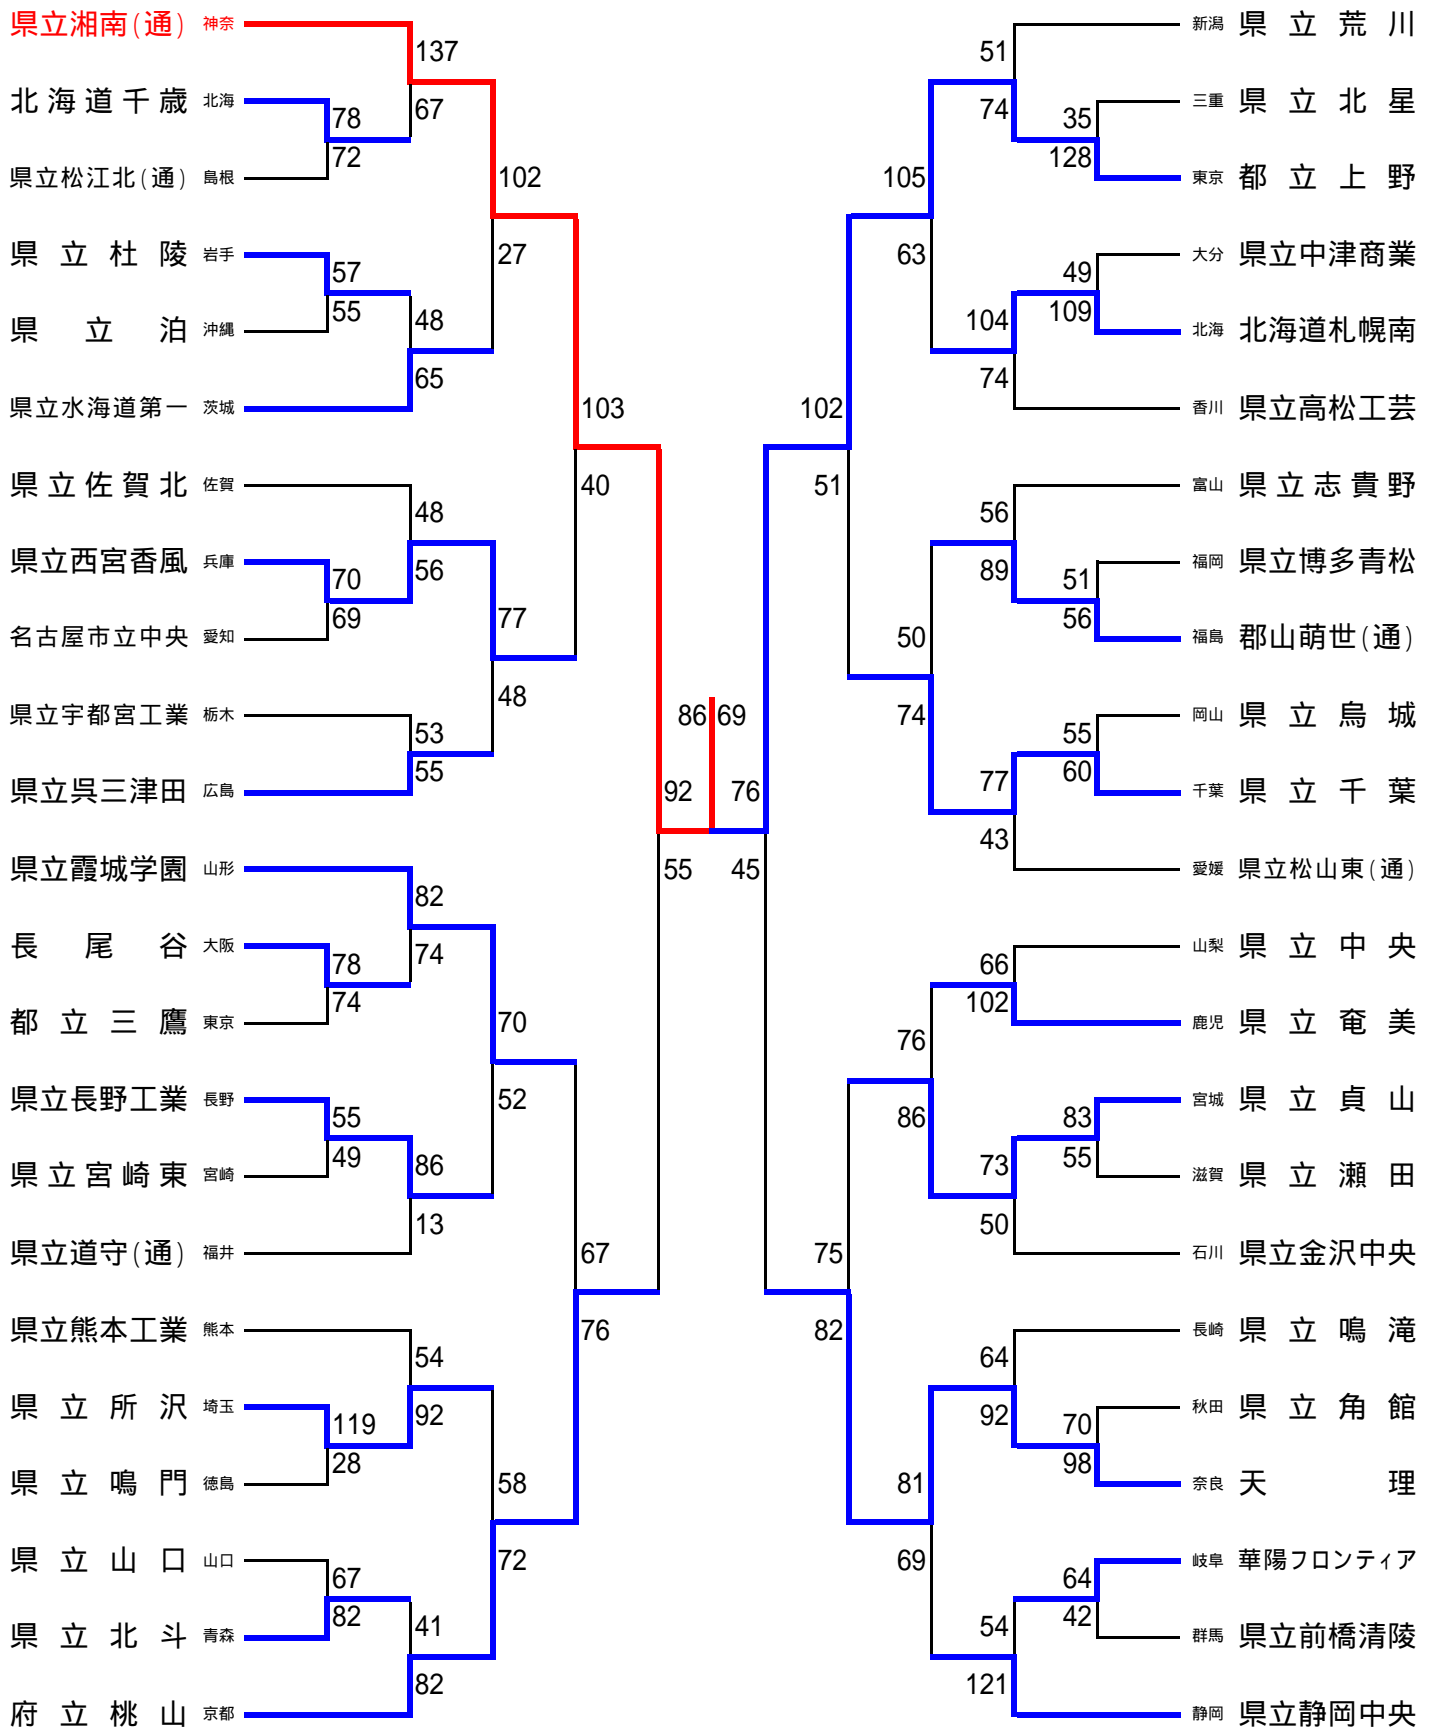 県立湘南(通) 神奈
137
北海道千歳 北海
78
67
72
県立松江北(通) 島根
102
県立杜陵 岩手
27
57
55
48
県立泊 沖縄
65
県立水海道第一 茨城
103
県立佐賀北 佐賀
40
48
県立西宮香風 兵庫
70
56
69
77
名古屋市立中央 愛知
48
県立宇都宮工業 栃木
53
55
県立呉三津田 広島
86 69
92 76
55 45
県立霞城学園 山形
82
長尾谷 大阪
78
74
74
都立三鷹 東京
70
県立長野工業 長野
52
55
49
86
県立宮崎東 宮崎
13
県立道守(通) 福井
67
県立熊本工業 熊本
76
54
県立所沢 埼玉
119
92
28
県立鳴門 徳島
58
県立山口 山口
72
67
82
41
県立北斗 青森
82
府立桃山 京都
新潟 県立荒川
51
三重 県立北星
74
35
128
東京 都立上野
105
大分 県立中津商業
63
49
109
104
北海 北海道札幌南
74
香川 県立高松工芸
102
富山 県立志貴野
51
56
福岡 県立博多青松
89
51
56
福島 郡山萌世(通)
50
岡山 県立烏城
74
55
60
77
千葉 県立千葉
43
愛媛 県立松山東(通)
山梨 県立中央
66
102
鹿児 県立奄美
76
宮城 県立貞山
86
83
55
73
滋賀 県立瀬田
50
石川 県立金沢中央
75
長崎 県立鳴滝
82
64
秋田 県立角館
92
70
98
奈良 天理
81
岐阜 華陽フロンティア
69
64
42
54
群馬 県立前橋清陵
121
静岡 県立静岡中央